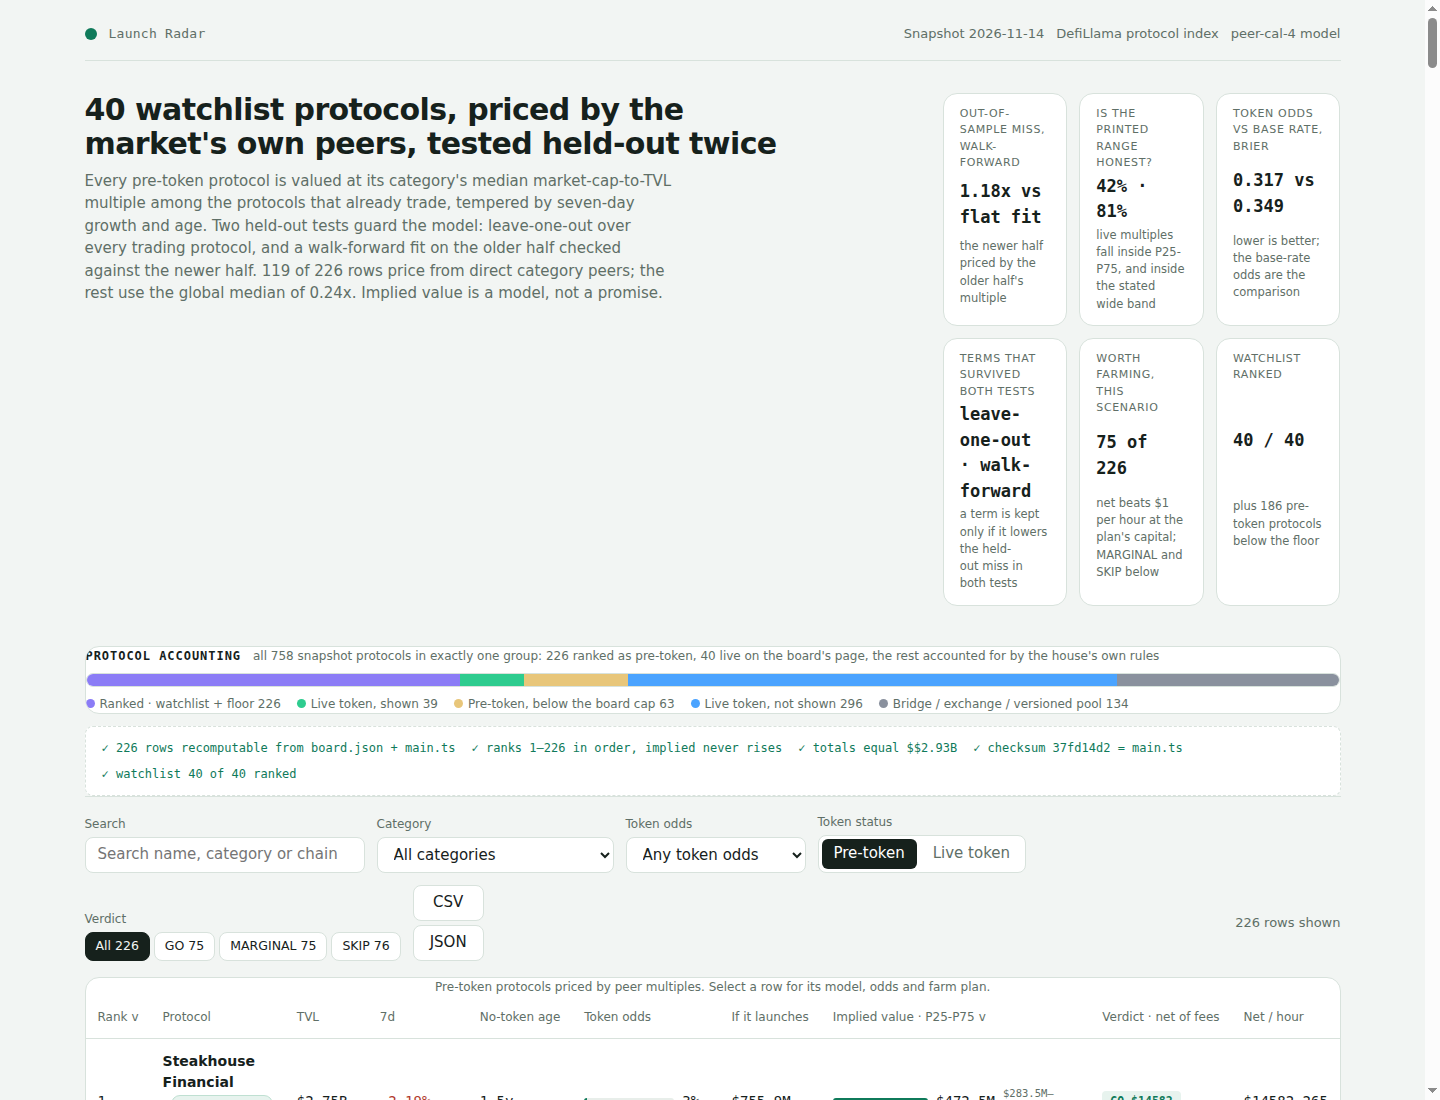 Launch Radar
Snapshot 2026-11-14 DefiLlama protocol index peer-cal-4 model
40 watchlist protocols, priced by the
market's own peers, tested held-out twice
Every pre-token protocol is valued at its category's median market-cap-to-TVL
multiple among the protocols that already trade, tempered by seven-day
growth and age. Two held-out tests guard the model: leave-one-out over
every trading protocol, and a walk-forward fit on the older half checked
against the newer half. 119 of 226 rows price from direct category peers; the
rest use the global median of 0.24x. Implied value is a model, not a promise.
OUT-OF-
SAMPLE MISS,
WALK-
FORWARD
1.18x vs
flat fit
the newer half
priced by the
older half's
multiple
IS THE
PRINTED
RANGE
HONEST?
42% ·
81%
live multiples
fall inside P25-
P75, and inside
the stated
wide band
TOKEN ODDS
VS BASE RATE,
BRIER
0.317 vs
0.349
lower is better;
the base-rate
odds are the
comparison
TERMS THAT
SURVIVED
BOTH TESTS
leave-
one-out
· walk-
forward
a term is kept
only if it lowers
the held-
out miss in
both tests
WORTH
FARMING,
THIS
SCENARIO
75 of
226
net beats $1
per hour at the
plan's capital;
MARGINAL and
SKIP below
WATCHLIST
RANKED
40 / 40
plus 186 pre-
token protocols
below the floor
PROTOCOL ACCOUNTING all 758 snapshot protocols in exactly one group: 226 ranked as pre-token, 40 live on the board's page, the rest accounted for by the house's own rules
Ranked · watchlist + floor 226 Live token, shown 39 Pre-token, below the board cap 63 Live token, not shown 296 Bridge / exchange / versioned pool 134
✓ 226 rows recomputable from board.json + main.ts ✓ ranks 1–226 in order, implied never rises ✓ totals equal $$2.93B ✓ checksum 37fd14d2 = main.ts
✓ watchlist 40 of 40 ranked
Search Category Token odds Token status
Search name, category or chain All categories Any token odds Pre-token Live token
Verdict
All 226 GO 75 MARGINAL 75 SKIP 76
CSV
JSON
226 rows shown
Pre-token protocols priced by peer multiples. Select a row for its model, odds and farm plan.
Rank v Protocol TVL 7d No-token age Token odds If it launches Implied value · P25-P75 v Verdict · net of fees Net / hour
Steakhouse
Financial
$283.5M–